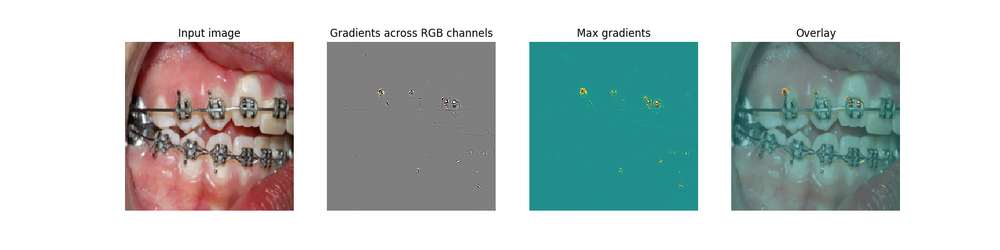 Input image
Gradients across RGB channels
Max gradients
Overlay